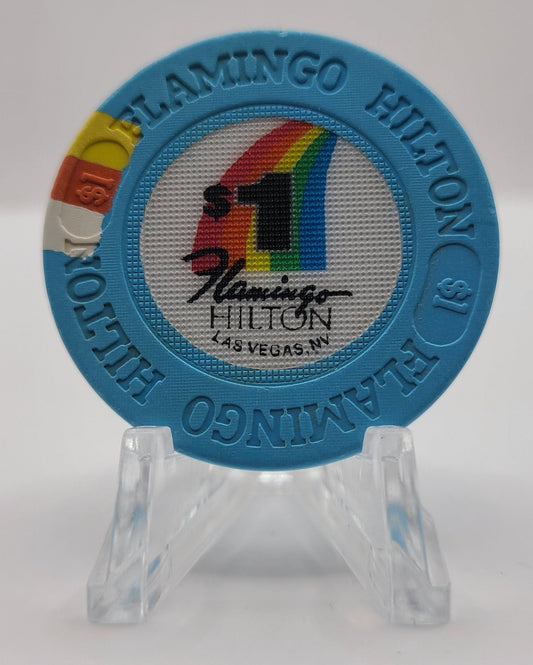 FLAMINGO HILTON
$1
FLAMINGO HILTON
$1
$1
Flamingo
HILTON
LAS VEGAS, NV